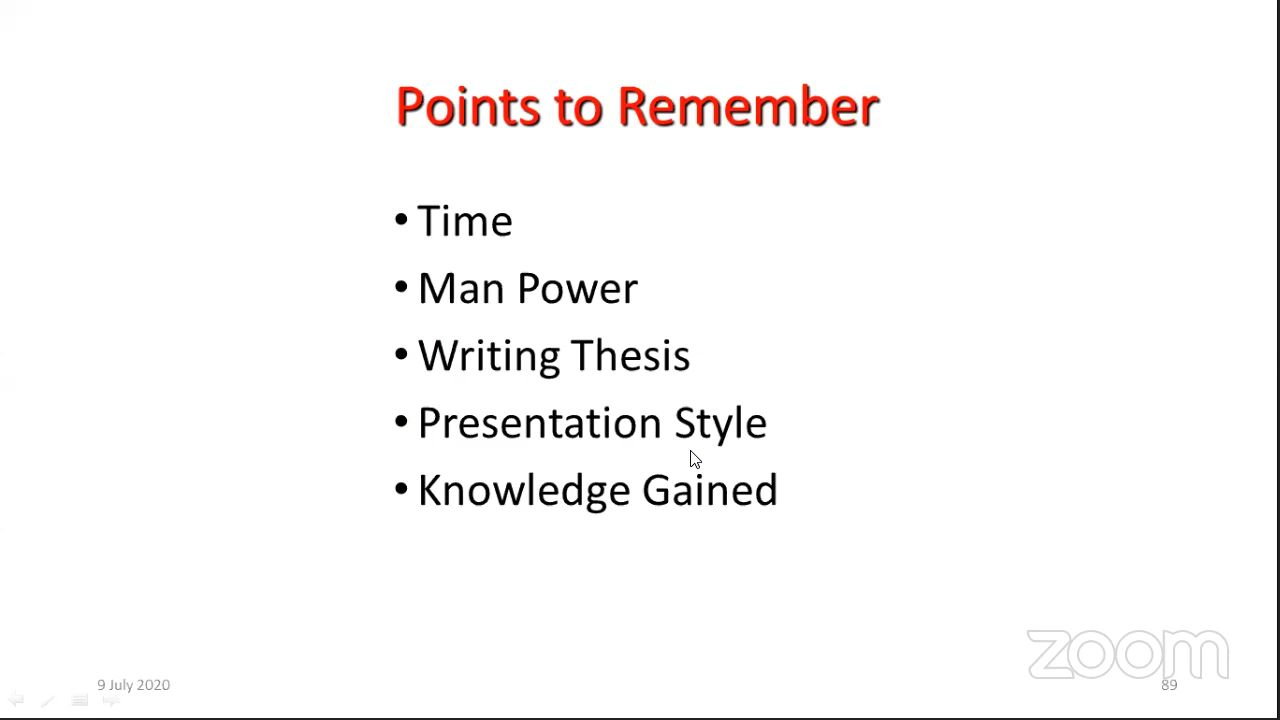 Points to Remember
• Time
• Man Power
• Writing Thesis
• Presentation Style
• Knowledge Gained
zoom
9 July 2020
89